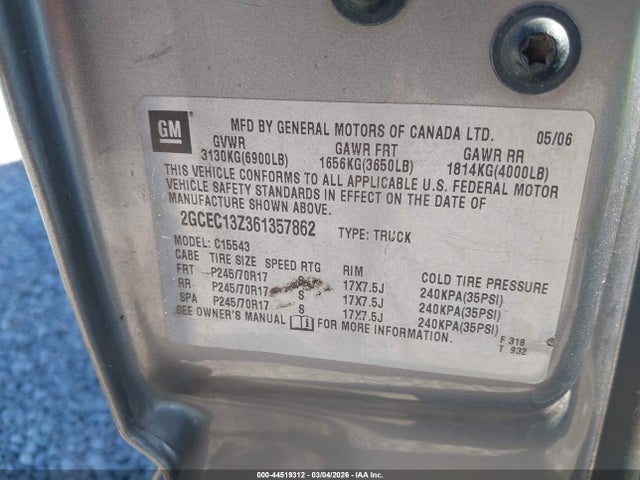 GM
MFD BY GENERAL MOTORS OF CANADA LTD. 05/06
GVWR GAWR FRT GAWR RR
3130KG(6900LB) 1656KG(3650LB) 1814KG(4000LB)
THIS VEHICLE CONFORMS TO ALL APPLICABLE U.S. FEDERAL MOTOR
VEHICLE SAFETY STANDARDS IN EFFECT ON THE DATE OF
MANUFACTURE SHOWN ABOVE.
2GCEC13Z361357862 TYPE: TRUCK
MODEL: C15543
CABE TIRE SIZE SPEED RTG RIM COLD TIRE PRESSURE
FRT P245/70R17 S 17X7.5J 240KPA(35PSI)
RR P245/70R17 S 17X7.5J 240KPA(35PSI)
SPA P245/70R17 S 17X7.5J 240KPA(35PSI)
SEE OWNER'S MANUAL FOR MORE INFORMATION.
F 318
T 932
000-44519312 - 03/04/2026 - IAA Inc.